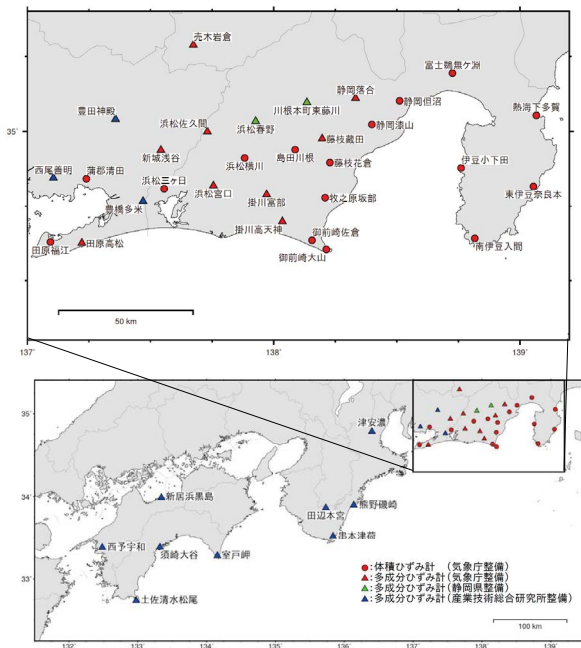 売木岩倉
富士鵜無ケ淵
静岡落合
静岡但沼
川根本町東藤川
熱海下多賀
豊田神殿
浜松佐久間
浜松春野
静岡漆山
35˚
藤枝蔵田
新城浅谷
浜松横川
島田川根
藤枝花倉
伊豆小下田
西尾善明
蒲郡清田
浜松三ヶ日
浜松宮口
東伊豆奈良本
豊橋多米
掛川富部
牧之原坂部
掛川高天神
田原福江
田原高松
御前崎佐倉
南伊豆入間
御前崎大山
50 km
137˚
138˚
139˚
35˚
津安濃
34˚
新居浜黒島
田辺本宮
熊野磯崎
西予宇和
須崎大谷
室戸岬
串本津荷
33˚
土佐清水松尾
:体積ひずみ計 (気象庁整備)
:多成分ひずみ計(気象庁整備)
:多成分ひずみ計(静岡県整備)
:多成分ひずみ計(産業技術総合研究所整備)
100 km
132˚
133˚
134˚
135˚
136˚
137˚
138˚
139˚